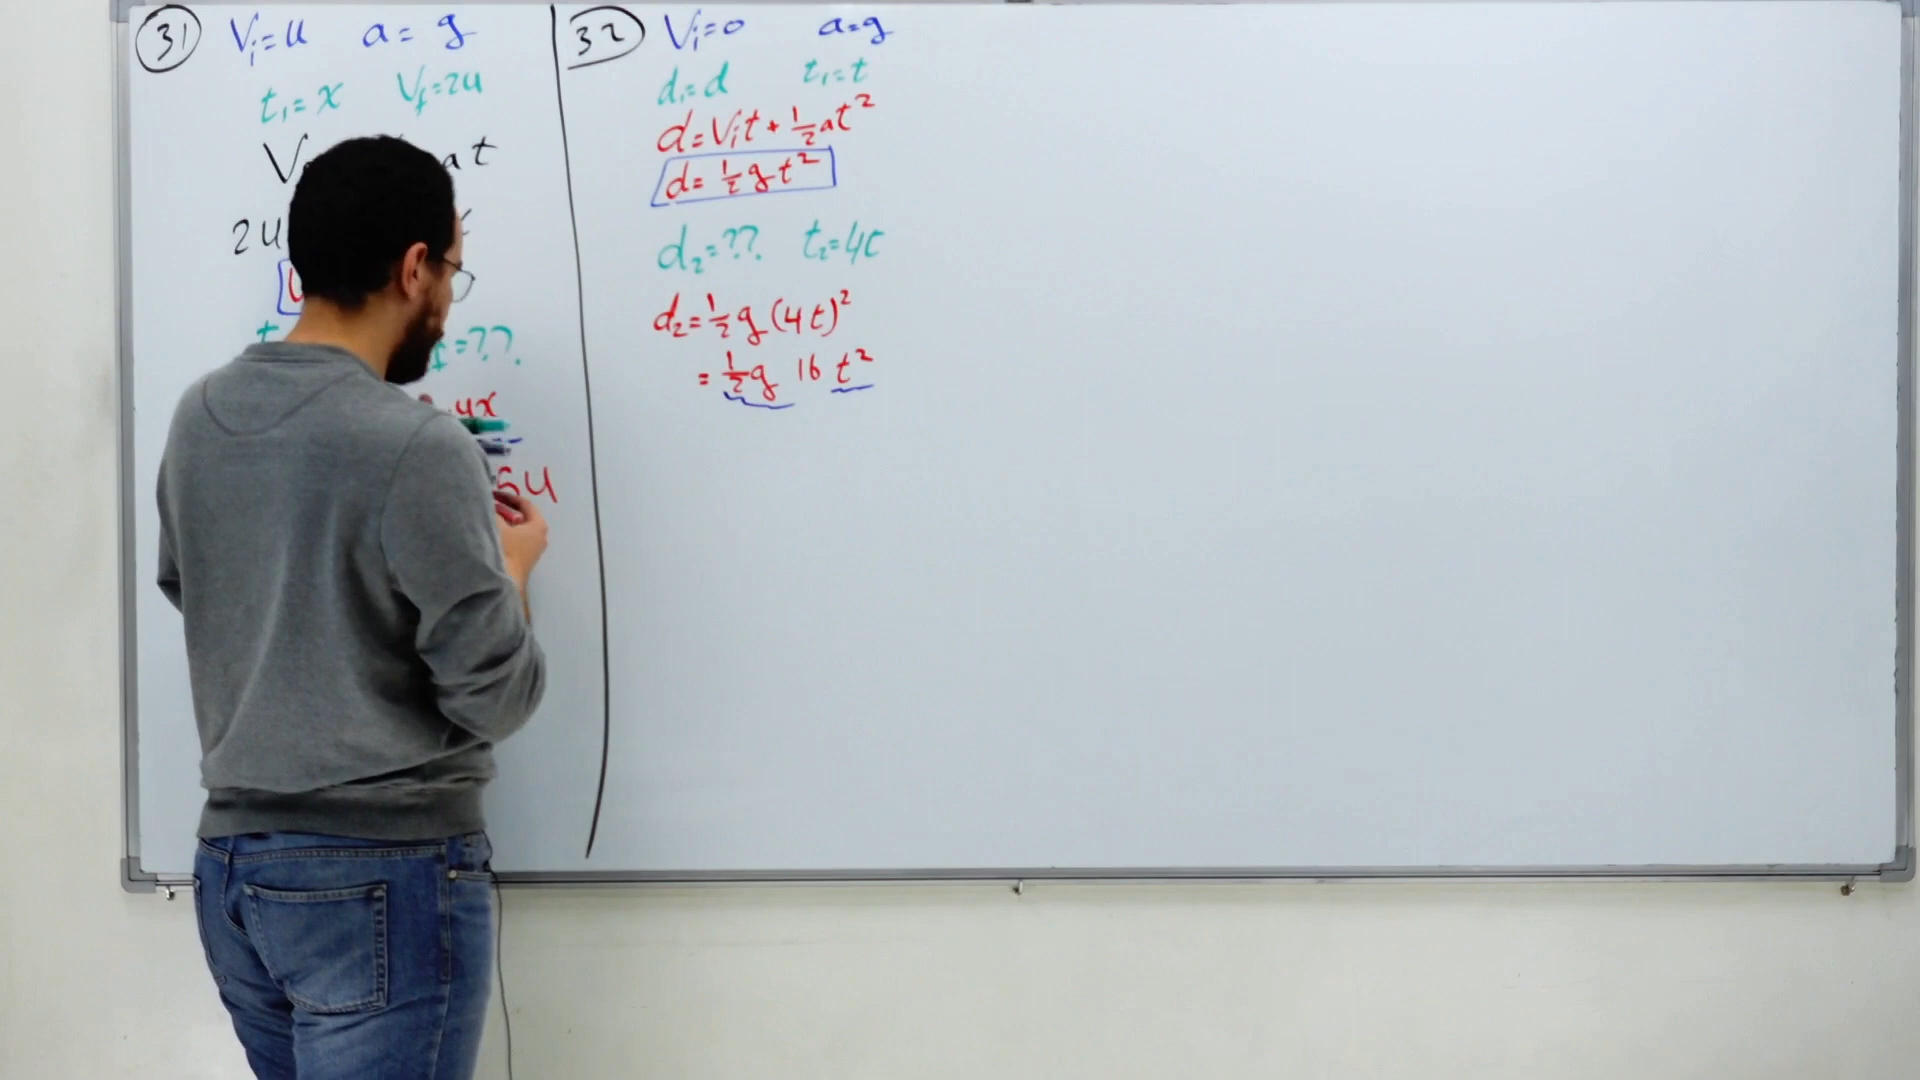 31 Vi=u a=g
t₁=x Vf=2u
at
2u
=??
4x
5u
32 Vi=0 a=g
d₁=d t₁=t
d=Vit+½at²
d=½gt²
d₂=?? t₂=4t
d₂=½g(4t)²
=½g 16 t²